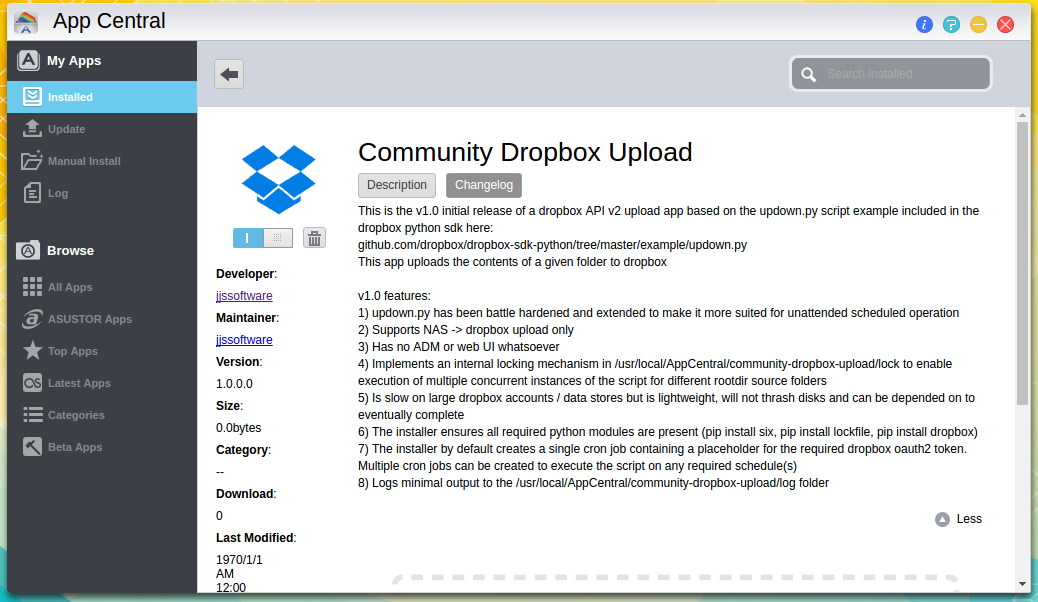 App Central
My Apps
Installed
Update
Manual Install
Log
Browse
All Apps
ASUSTOR Apps
Top Apps
Latest Apps
Categories
Beta Apps
Search installed
Community Dropbox Upload
Description
Changelog
This is the v1.0 initial release of a dropbox API v2 upload app based on the updown.py script example included in the
dropbox python sdk here:
github.com/dropbox/dropbox-sdk-python/tree/master/example/updown.py
This app uploads the contents of a given folder to dropbox
v1.0 features:
1) updown.py has been battle hardened and extended to make it more suited for unattended scheduled operation
2) Supports NAS -> dropbox upload only
3) Has no ADM or web UI whatsoever
4) Implements an internal locking mechanism in /usr/local/AppCentral/community-dropbox-upload/lock to enable
execution of multiple concurrent instances of the script for different rootdir source folders
5) Is slow on large dropbox accounts / data stores but is lightweight, will not thrash disks and can be depended on to
eventually complete
6) The installer ensures all required python modules are present (pip install six, pip install lockfile, pip install dropbox)
7) The installer by default creates a single cron job containing a placeholder for the required dropbox oauth2 token.
Multiple cron jobs can be created to execute the script on any required schedule(s)
8) Logs minimal output to the /usr/local/AppCentral/community-dropbox-upload/log folder
Less
Developer:
jjssoftware
Maintainer:
jjssoftware
Version:
1.0.0.0
Size:
0.0bytes
Category:
--
Download:
0
Last Modified:
1970/1/1
AM
12:00